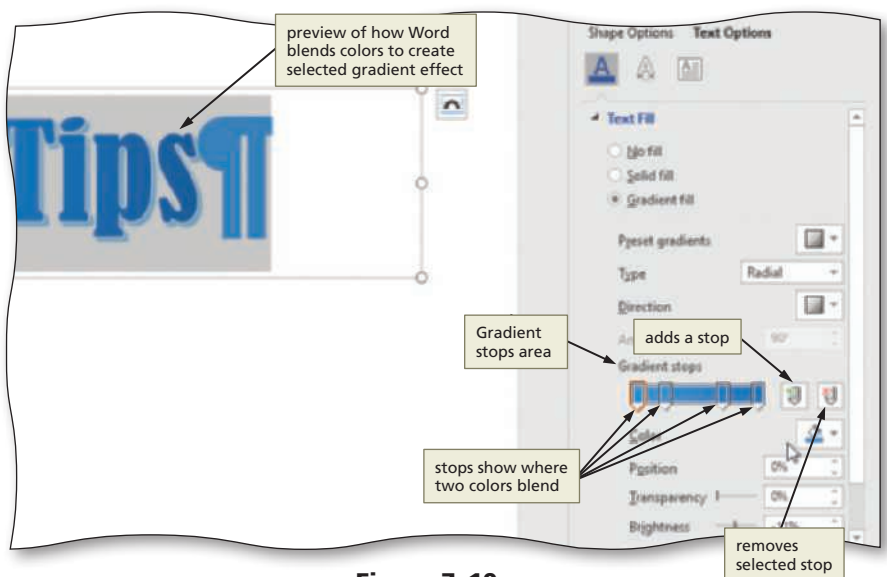 preview of how Word
blends colors to create
selected gradient effect
Shape Options Text Options
A A A
Text Fill
No fill
Solid fill
Gradient fill
Tips¶
Preset gradients
Type Radial
Direction
90°
Gradient
stops area
adds a stop
Gradient stops
Color
stops show where
two colors blend
Position 0%
Transparency 0%
Brightness
removes
selected stop